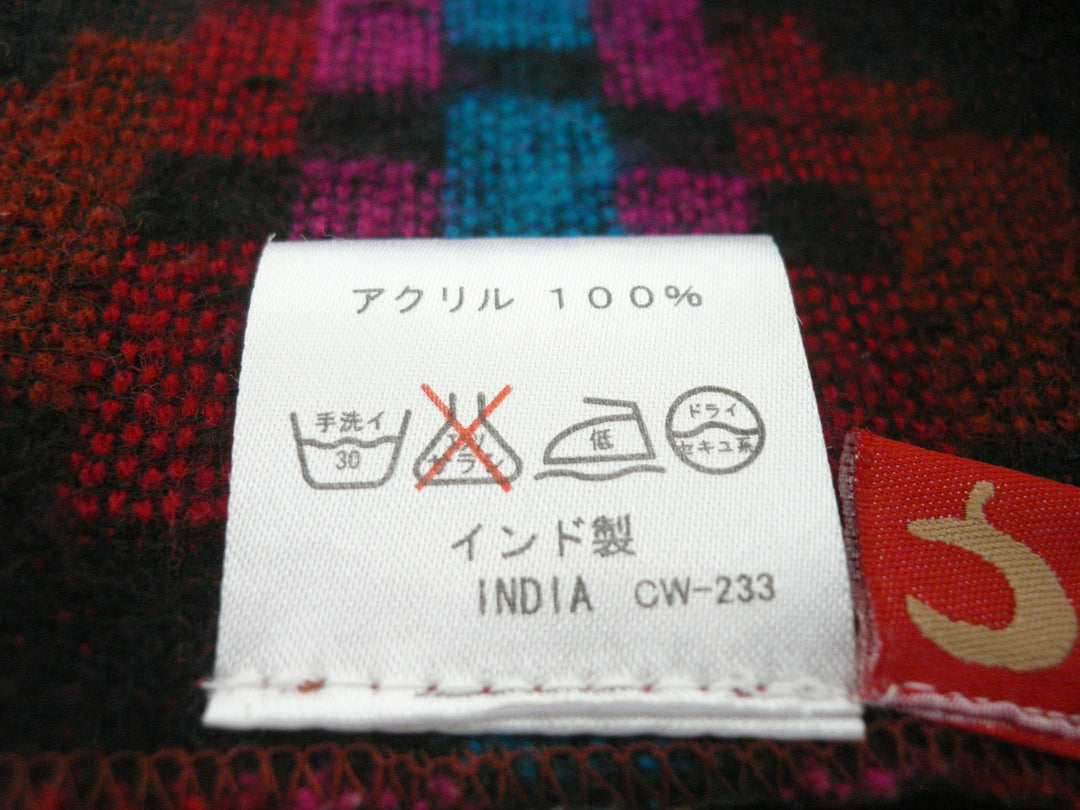 アクリル 100%
手洗イ
30
エンソ
サラシ
低
ドライ
セキユ系
インド製
INDIA CW-233